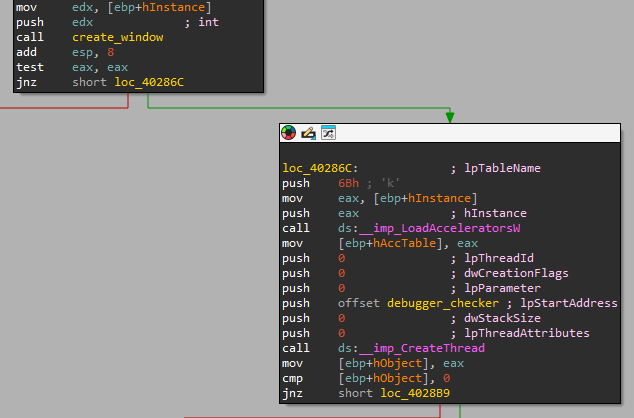 mov edx, [ebp+hInstance]
push edx ; int
call create_window
add esp, 8
test eax, eax
jnz short loc_40286C
loc_40286C: ; lpTableName
push 6Bh ; 'k'
mov eax, [ebp+hInstance]
push eax ; hInstance
call ds:__imp_LoadAcceleratorsW
mov [ebp+hAccTable], eax
push 0 ; lpThreadId
push 0 ; dwCreationFlags
push 0 ; lpParameter
push offset debugger_checker ; lpStartAddress
push 0 ; dwStackSize
push 0 ; lpThreadAttributes
call ds:__imp_CreateThread
mov [ebp+hObject], eax
cmp [ebp+hObject], 0
jnz short loc_4028B9